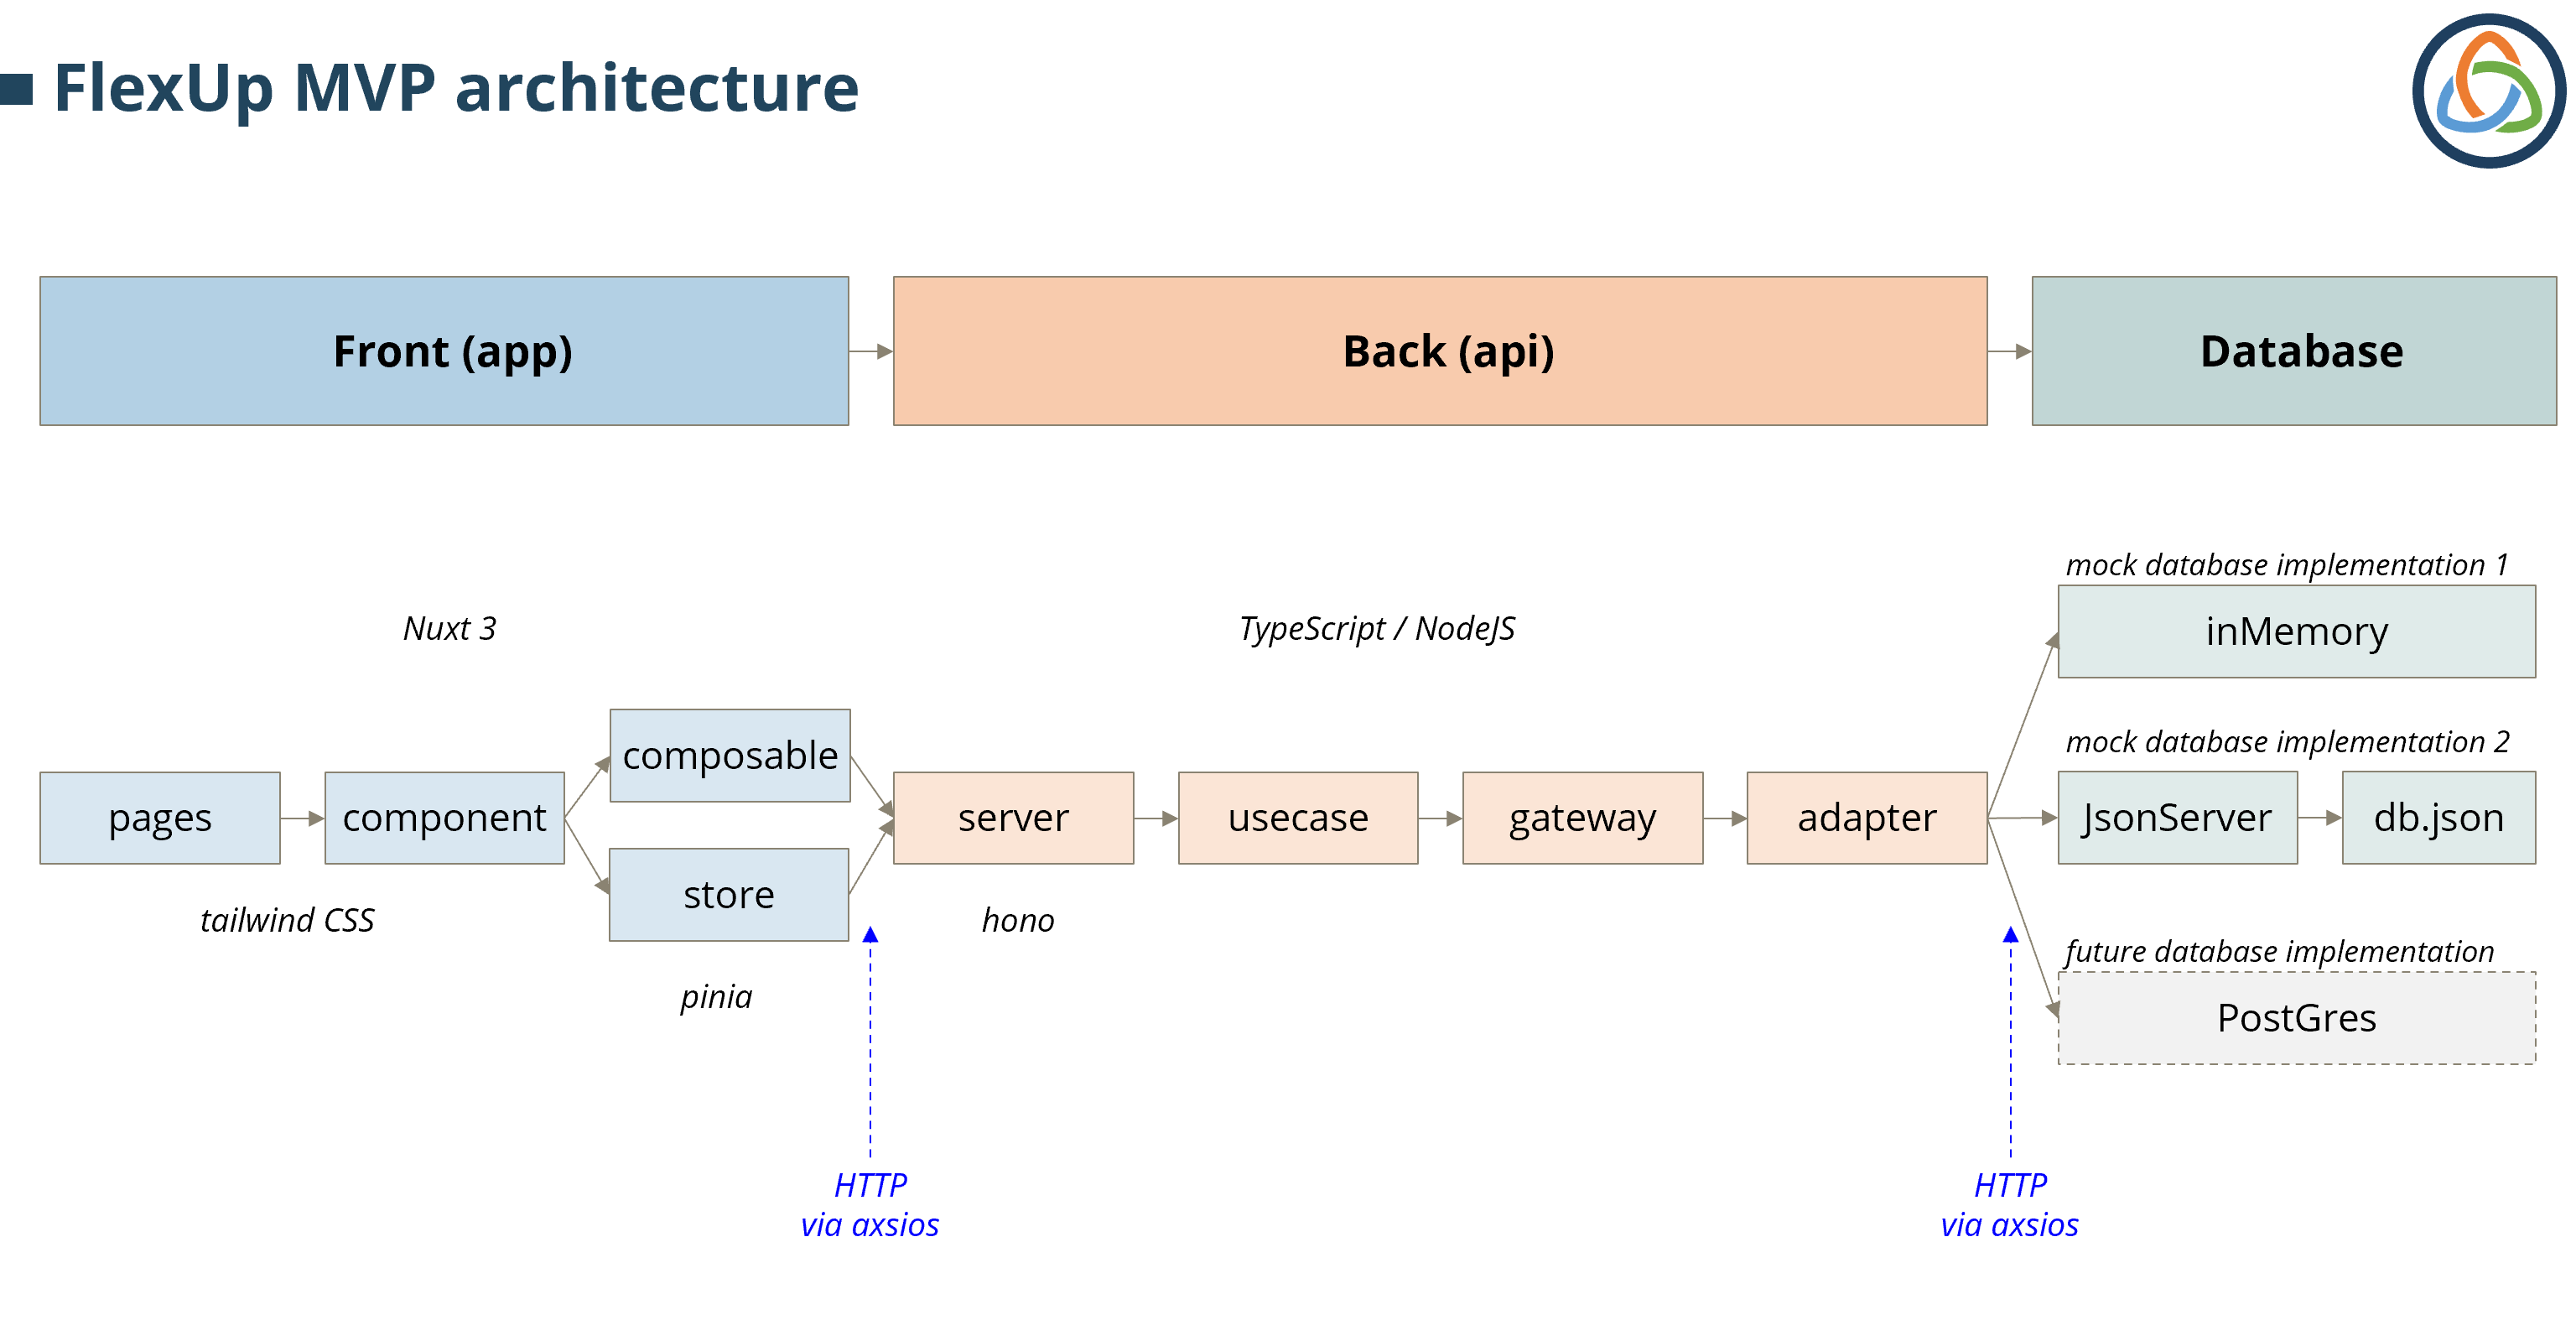 FlexUp MVP architecture
Front (app)
Back (api)
Database
mock database implementation 1
Nuxt 3
TypeScript / NodeJS
inMemory
mock database implementation 2
composable
pages
component
server
usecase
gateway
adapter
JsonServer
db.json
store
tailwind CSS
hono
future database implementation
pinia
PostGres
HTTP
via axsios
HTTP
via axsios